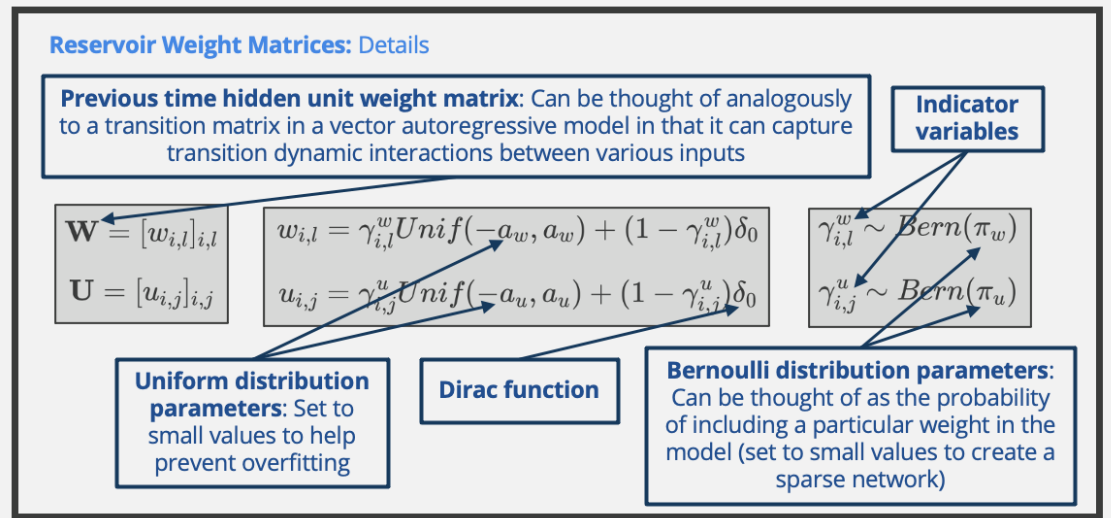 Reservoir Weight Matrices: Details
Previous time hidden unit weight matrix: Can be thought of analogously
to a transition matrix in a vector autoregressive model in that it can capture
transition dynamic interactions between various inputs
Indicator
variables
W = [w_{i,l}]_{i,l}
U = [u_{i,j}]_{i,j}
w_{i,l} = γ^w_{i,l}Unif(−a_w, a_w) + (1 − γ^w_{i,l})δ_0
u_{i,j} = γ^u_{i,j}Unif(−a_u, a_u) + (1 − γ^u_{i,j})δ_0
γ^w_{i,l} ∼ Bern(π_w)
γ^u_{i,j} ∼ Bern(π_u)
Uniform distribution
parameters: Set to
small values to help
prevent overfitting
Dirac function
Bernoulli distribution parameters:
Can be thought of as the probability
of including a particular weight in the
model (set to small values to create a
sparse network)